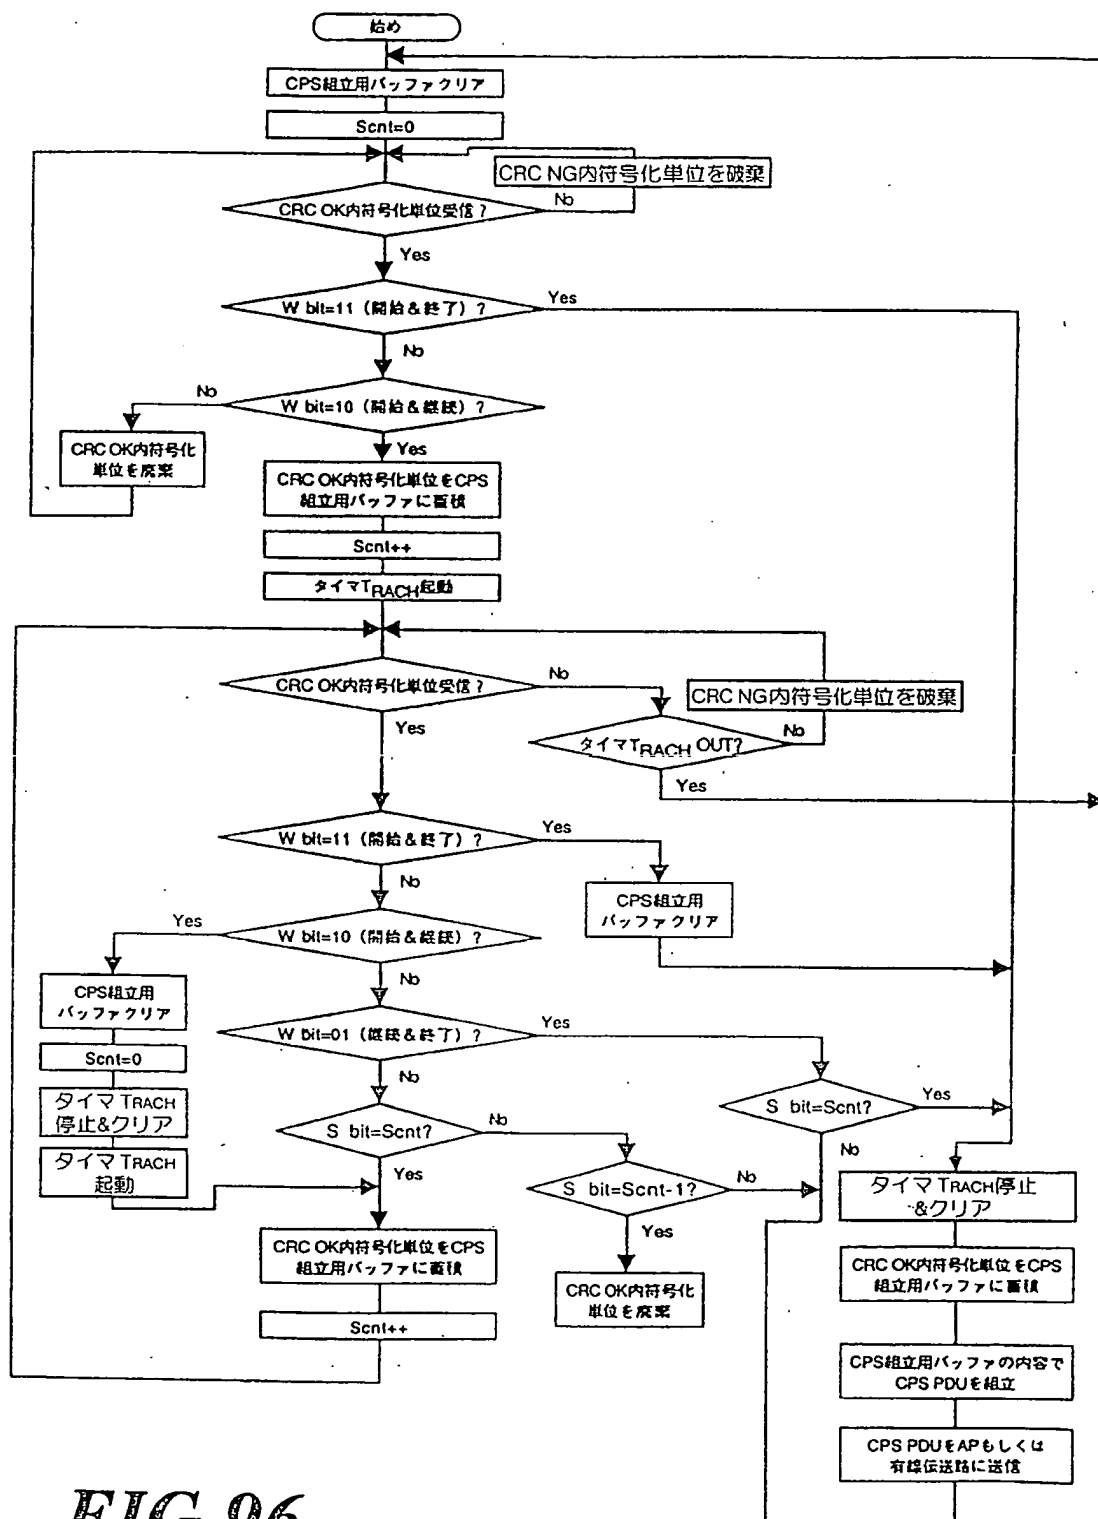 始め
CPS組立用バッファクリア
Scnt=0
CRC NG内符号化単位を破棄
CRC OK内符号化単位受信？
No
Yes
W bit=11（開始＆終了）？
Yes
No
W bit=10（開始＆継続）？
No
Yes
CRC OK内符号化
単位を廃棄
CRC OK内符号化単位をCPS
組立用バッファに蓄積
Scnt++
タイマTRACH起動
CRC OK内符号化単位受信？
No
Yes
CRC NG内符号化単位を破棄
タイマTRACH OUT?
No
Yes
W bit=11（開始＆終了）？
Yes
No
CPS組立用
バッファクリア
W bit=10（開始＆継続）？
Yes
No
CPS組立用
バッファクリア
Scnt=0
タイマ TRACH
停止&クリア
タイマ TRACH
起動
W bit=01（継続＆終了）？
Yes
No
S bit=Scnt?
Yes
No
S bit=Scnt?
No
Yes
S bit=Scnt-1?
No
Yes
CRC OK内符号化
単位を廃棄
CRC OK内符号化単位をCPS
組立用バッファに蓄積
Scnt++
タイマ TRACH停止
&クリア
CRC OK内符号化単位をCPS
組立用バッファに蓄積
CPS組立用バッファの内容で
CPS PDUを組立
CPS PDUをAPもしくは
有線伝送路に送信
FIG.96